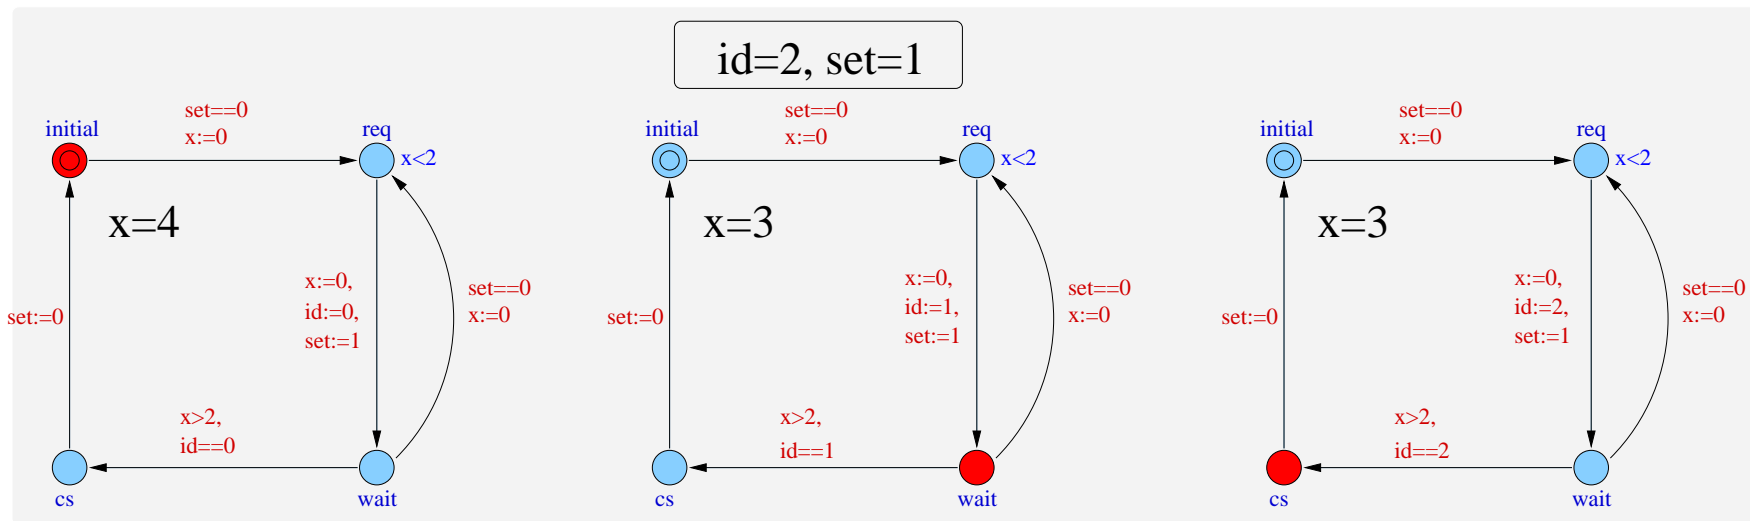 id=2, set=1
set==0
x:=0
initial
req
x<2
x=4
x:=0,
id:=0,
set:=1
set==0
x:=0
set:=0
x>2,
id==0
cs
wait
set==0
x:=0
initial
req
x<2
x=3
x:=0,
id:=1,
set:=1
set==0
x:=0
set:=0
x>2,
id==1
cs
wait
set==0
x:=0
initial
req
x<2
x=3
x:=0,
id:=2,
set:=1
set==0
x:=0
set:=0
x>2,
id==2
cs
wait